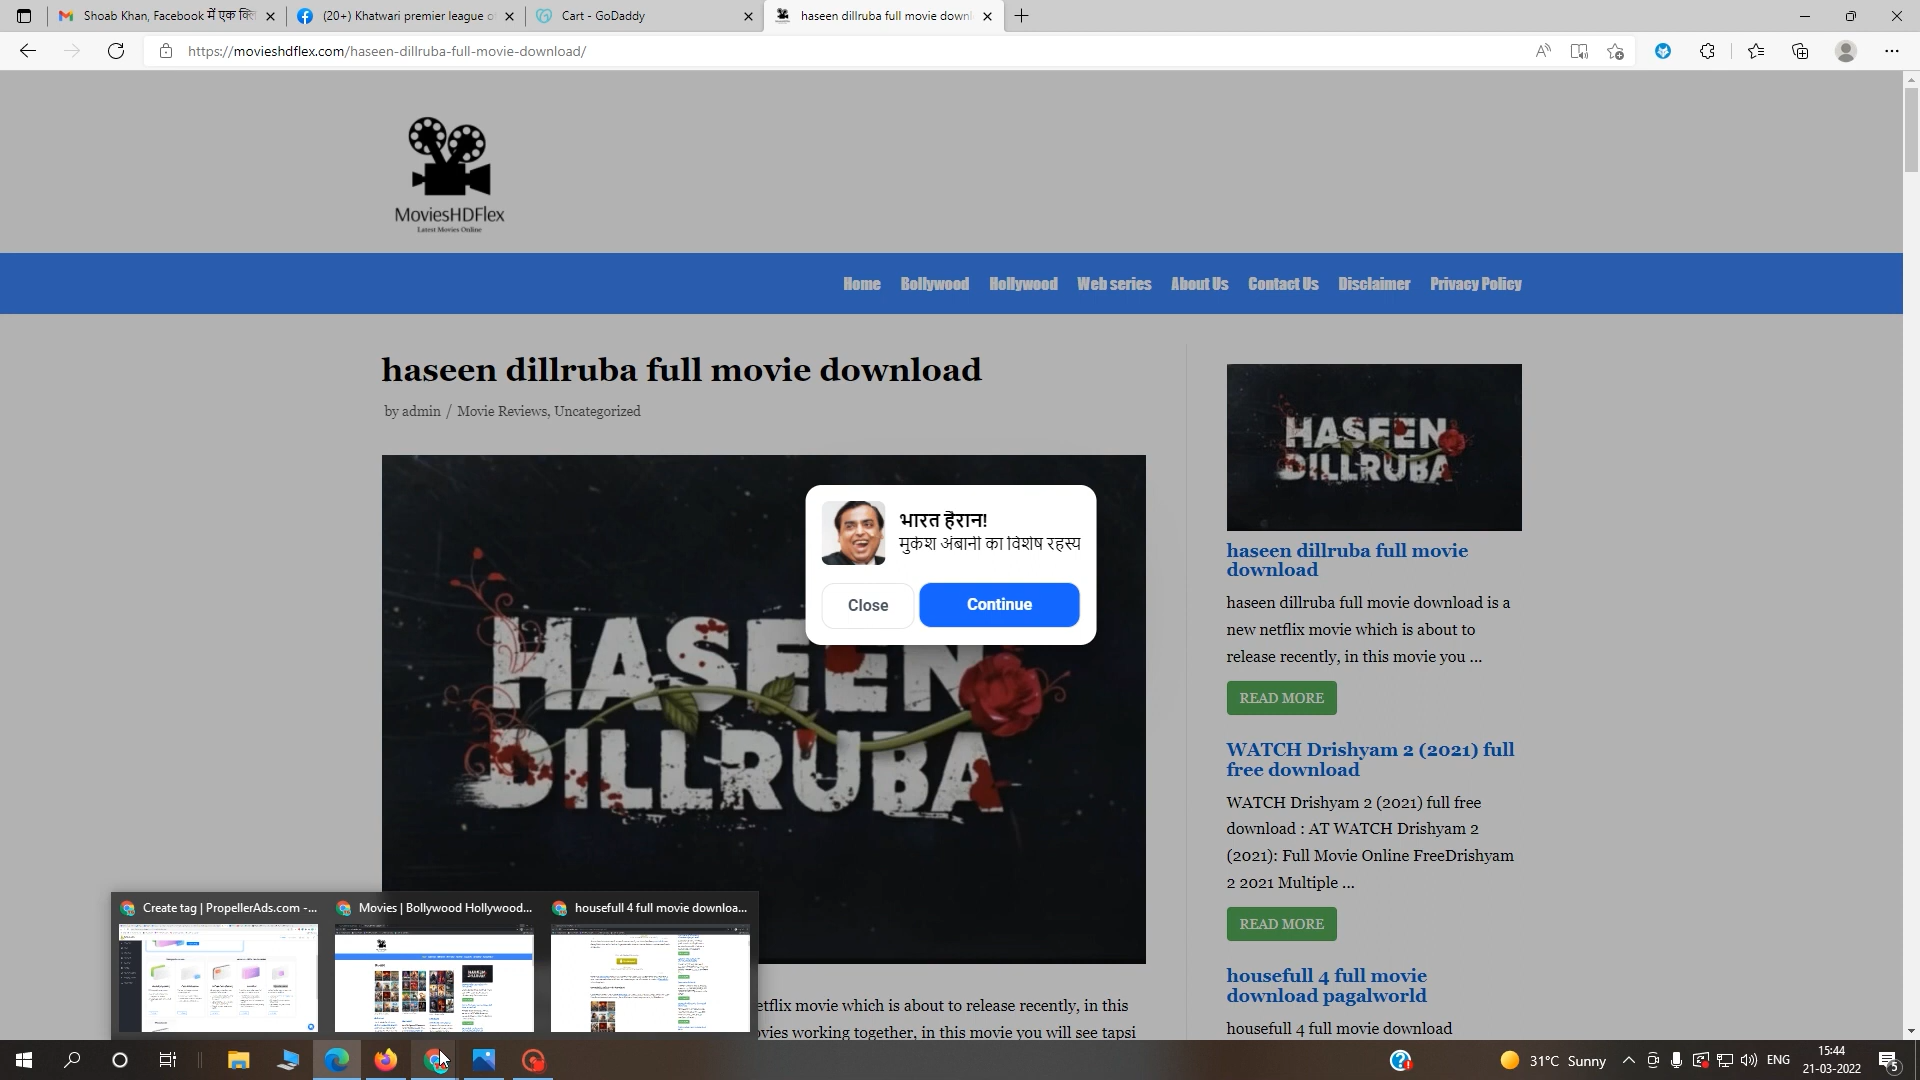 Shoab Khan, Facebook में एक क्लि
(20+) Khatwari premier league o
Cart - GoDaddy
haseen dillruba full movie downl
https://movieshdflex.com/haseen-dillruba-full-movie-download/
MoviesHDFlex
Latest Movies Online
Home Bollywood Hollywood Web series About Us Contact Us Disclaimer Privacy Policy
haseen dillruba full movie download
by admin / Movie Reviews, Uncategorized
HASEEN
DILLRUBA
भारत हैरान!
मुकेश अंबानी का विशेष रहस्य
Close Continue
etflix movie which is about to release recently, in this
ovies working together, in this movie you will see tapsi
HASEEN
DILLRUBA
haseen dillruba full movie
download
haseen dillruba full movie download is a
new netflix movie which is about to
release recently, in this movie you ...
READ MORE
WATCH Drishyam 2 (2021) full
free download
WATCH Drishyam 2 (2021) full free
download : AT WATCH Drishyam 2
(2021): Full Movie Online FreeDrishyam
2 2021 Multiple ...
READ MORE
housefull 4 full movie
download pagalworld
housefull 4 full movie download
Create tag | PropellerAds.com -...
Movies | Bollywood Hollywood...
housefull 4 full movie downloa...
31°C Sunny
ENG
15:44
21-03-2022
5